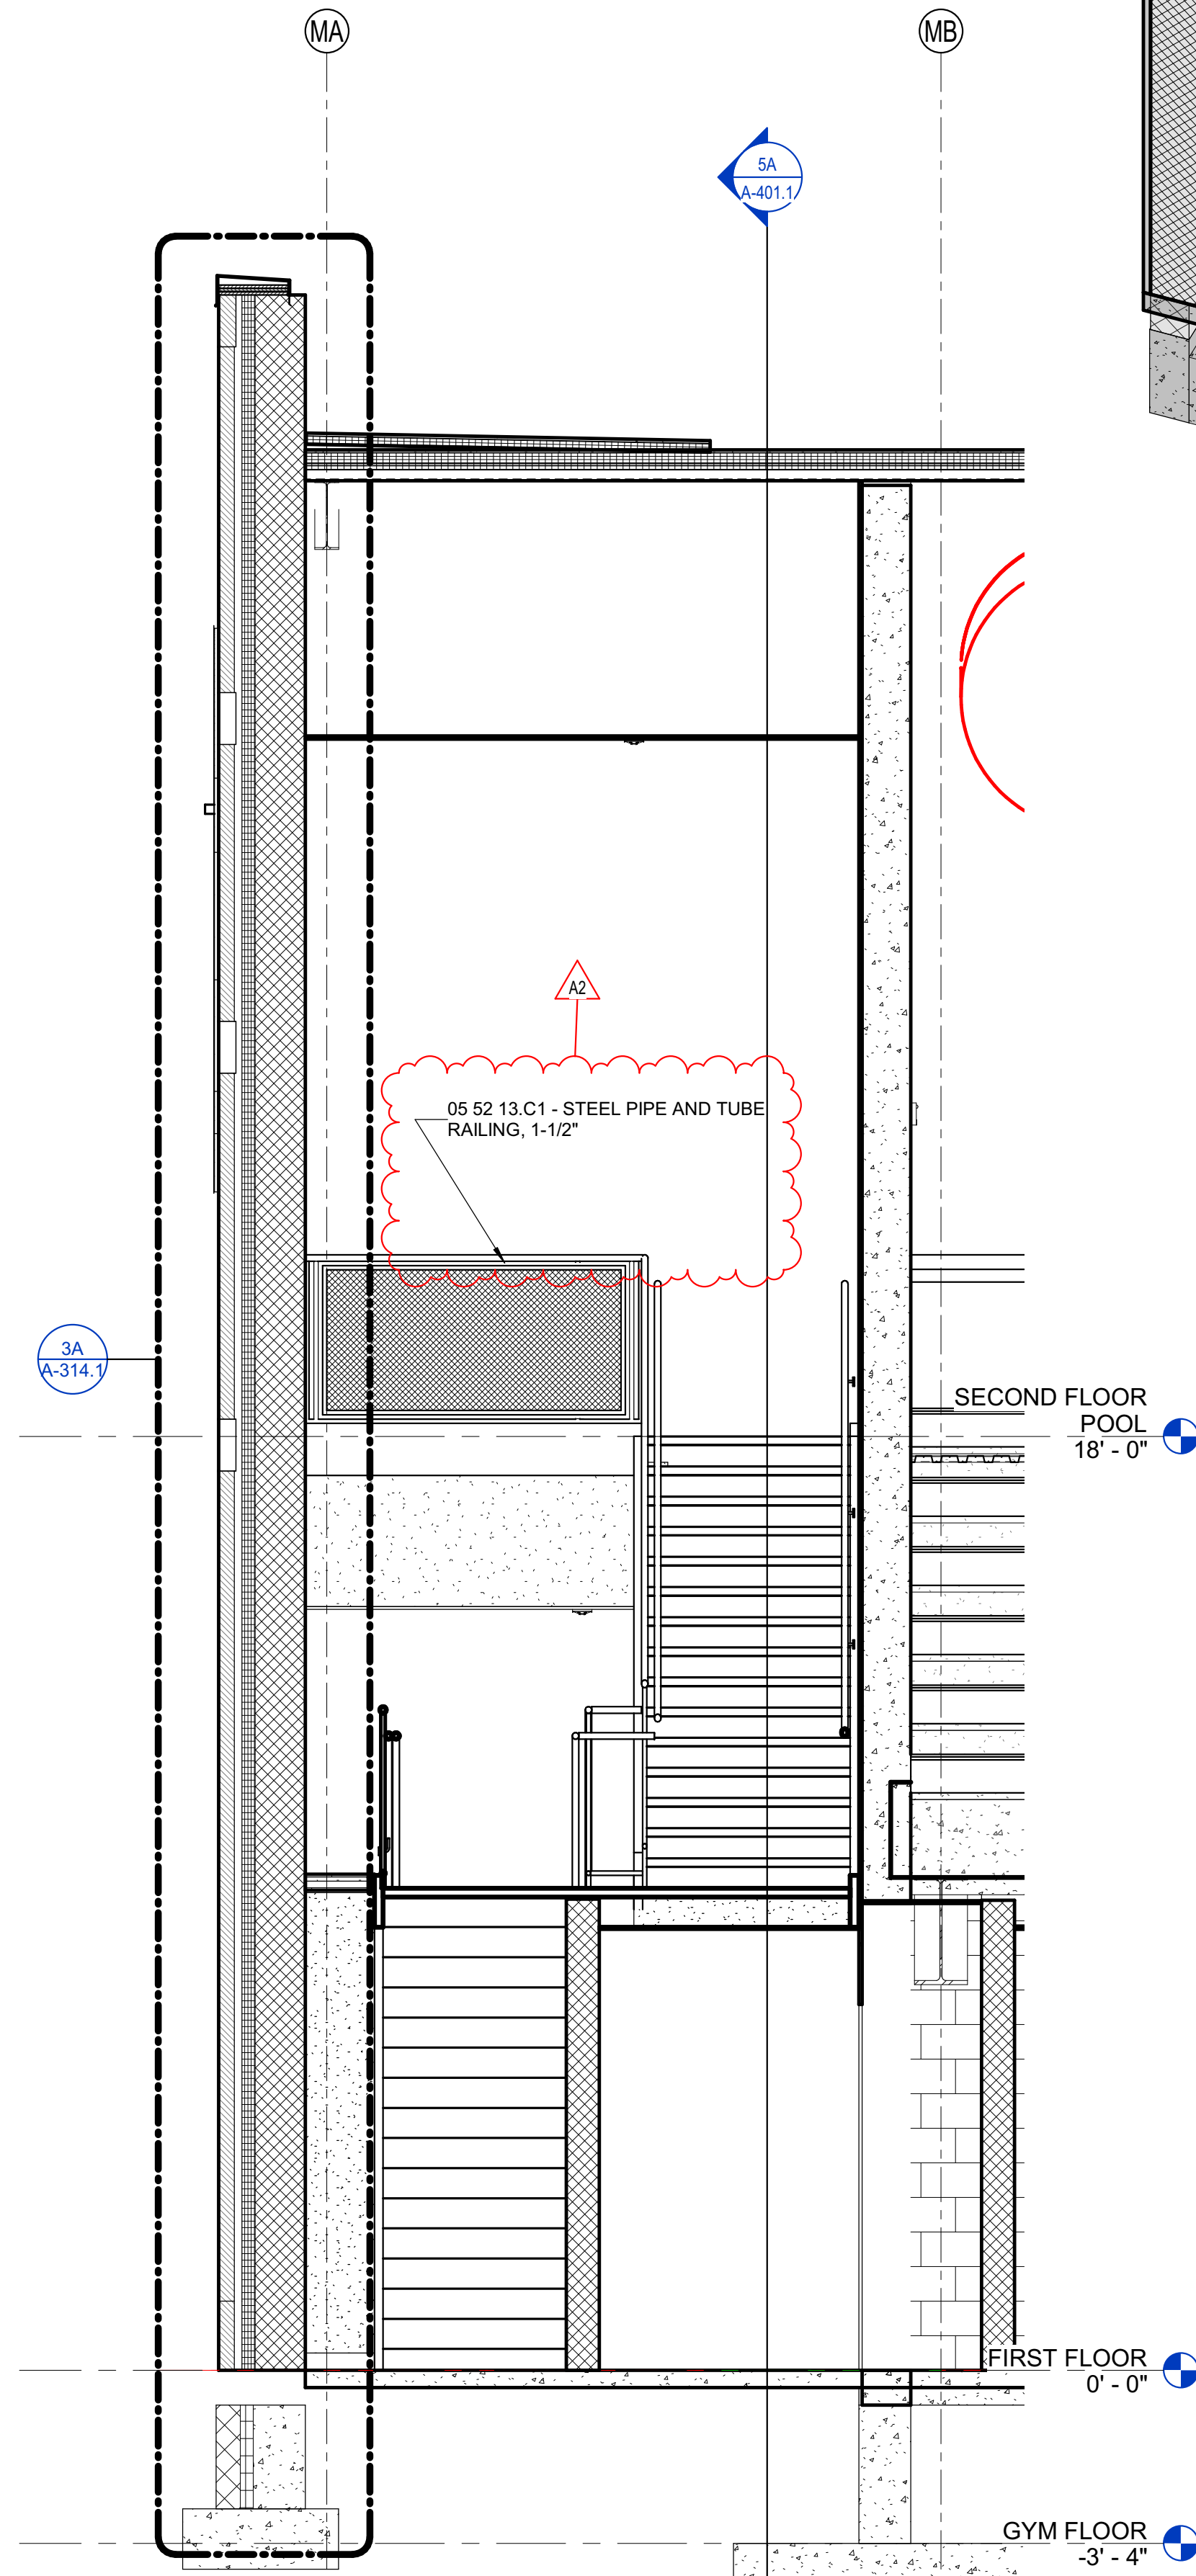 MA
MB
5A
A-401.1
A2
05 52 13.C1 - STEEL PIPE AND TUBE
RAILING, 1-1/2"
3A
A-314.1
SECOND FLOOR
POOL
18' - 0"
FIRST FLOOR
0' - 0"
GYM FLOOR
-3' - 4"